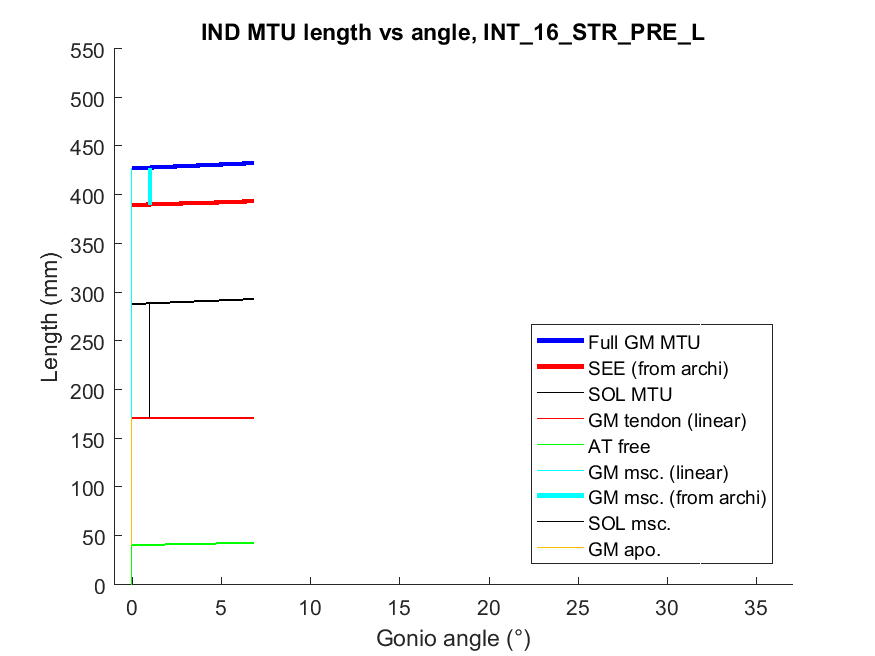 IND MTU length vs angle, INT_16_STR_PRE_L
550
500
450
400
350
300
250
200
150
100
50
0
Length (mm)
0 5 10 15 20 25 30 35
Gonio angle (°)
Full GM MTU
SEE (from archi)
SOL MTU
GM tendon (linear)
AT free
GM msc. (linear)
GM msc. (from archi)
SOL msc.
GM apo.